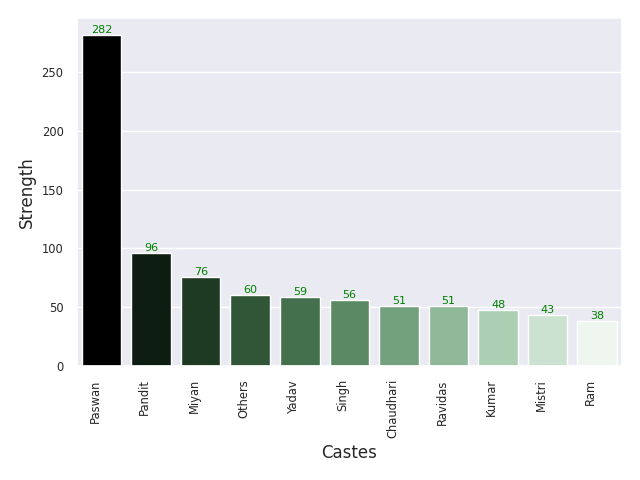 282
96
76
60
59
56
51
51
48
43
38
250
200
150
100
50
0
Strength
Paswan
Pandit
Miyan
Others
Yadav
Singh
Chaudhari
Ravidas
Kumar
Mistri
Ram
Castes